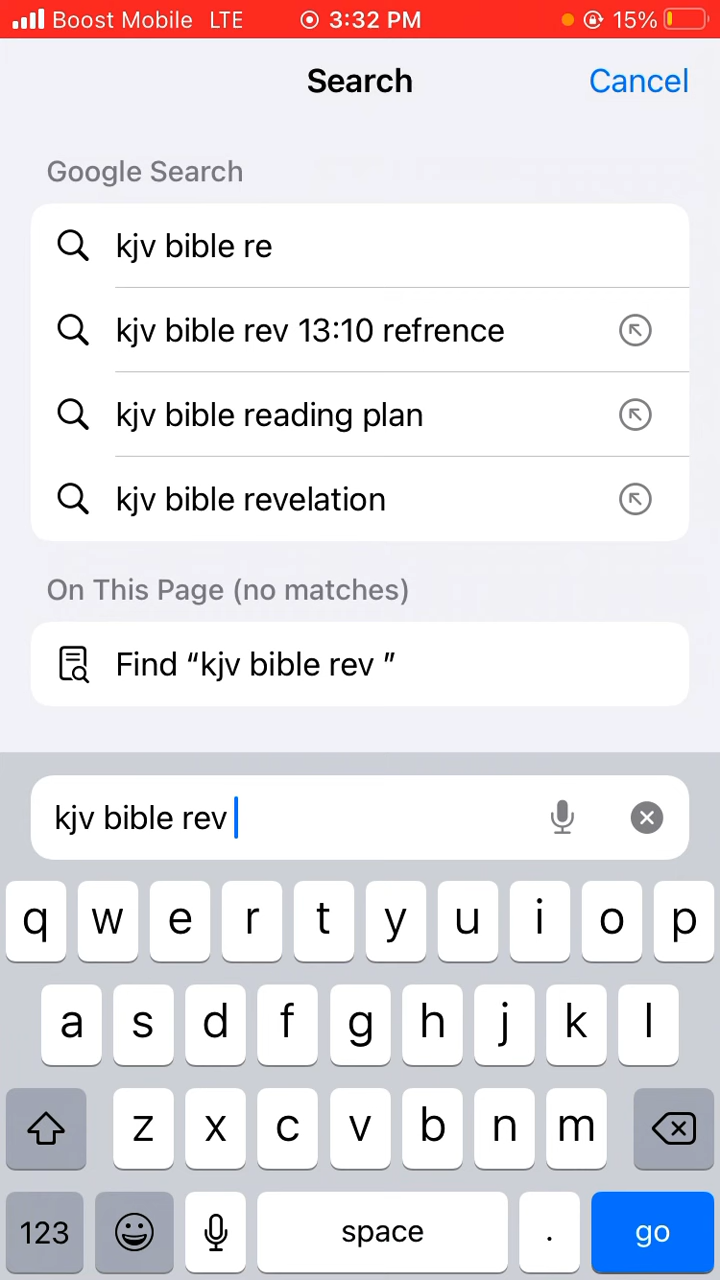 Boost Mobile LTE 3:32 PM 15%
Search
Cancel
Google Search
kjv bible re
kjv bible rev 13:10 refrence
kjv bible reading plan
kjv bible revelation
On This Page (no matches)
Find “kjv bible rev ”
kjv bible rev
q w e r t y u i o p
a s d f g h j k l
z x c v b n m
123 space . go